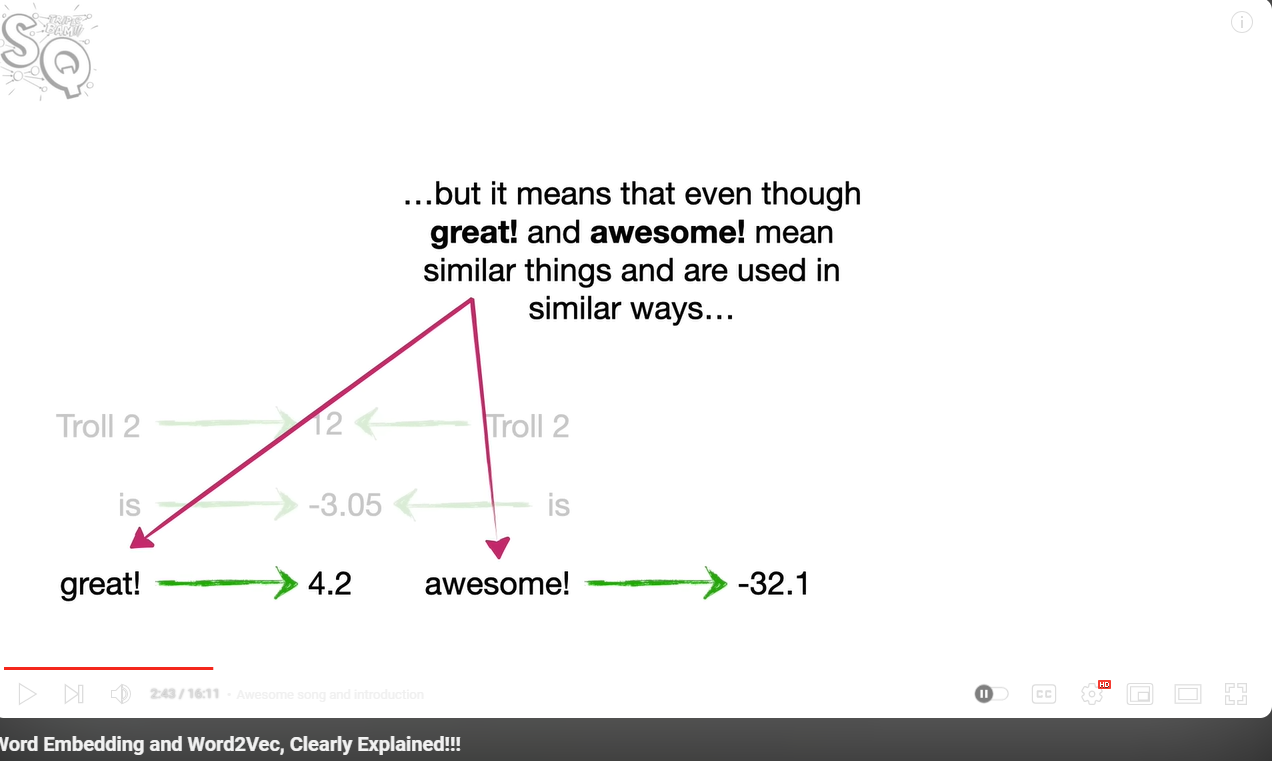 SQ
TRIPLE
BAM!!
…but it means that even though
great! and awesome! mean
similar things and are used in
similar ways…
Troll 2 12 Troll 2
is -3.05 is
great! 4.2 awesome! -32.1
2:43 / 16:11 · Awesome song and introduction
CC
HD
Word Embedding and Word2Vec, Clearly Explained!!!